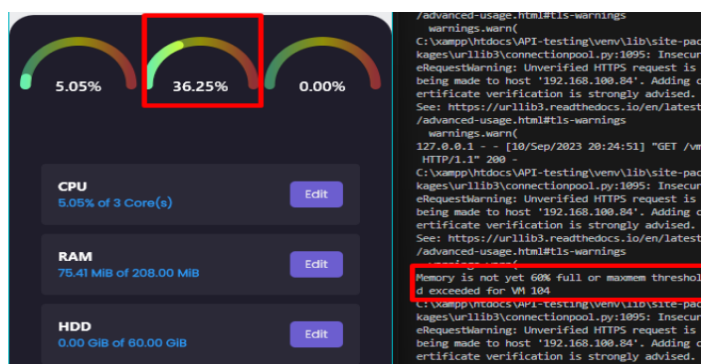 5.05%
36.25%
0.00%
CPU
5.05% of 3 Core(s)
Edit
RAM
75.41 MiB of 208.00 MiB
Edit
HDD
0.00 GiB of 60.00 GiB
Edit
/advanced-usage.html#tls-warnings
warnings.warn(
C:\xampp\htdocs\API-testing\venv\lib\site-pac
kages\urllib3\connectionpool.py:1095: Insecur
eRequestWarning: Unverified HTTPS request is
being made to host '192.168.100.84'. Adding c
ertificate verification is strongly advised.
See: https://urllib3.readthedocs.io/en/latest
/advanced-usage.html#tls-warnings
warnings.warn(
127.0.0.1 - - [10/Sep/2023 20:24:51] "GET /vm
HTTP/1.1" 200 -
C:\xampp\htdocs\API-testing\venv\lib\site-pac
kages\urllib3\connectionpool.py:1095: Insecur
eRequestWarning: Unverified HTTPS request is
being made to host '192.168.100.84'. Adding c
ertificate verification is strongly advised.
See: https://urllib3.readthedocs.io/en/latest
/advanced-usage.html#tls-warnings
warnings.warn(
Memory is not yet 60% full or maxmem threshol
d exceeded for VM 104
C:\xampp\htdocs\API-testing\venv\lib\site-pac
kages\urllib3\connectionpool.py:1095: Insecur
eRequestWarning: Unverified HTTPS request is
being made to host '192.168.100.84'. Adding c
ertificate verification is strongly advised.